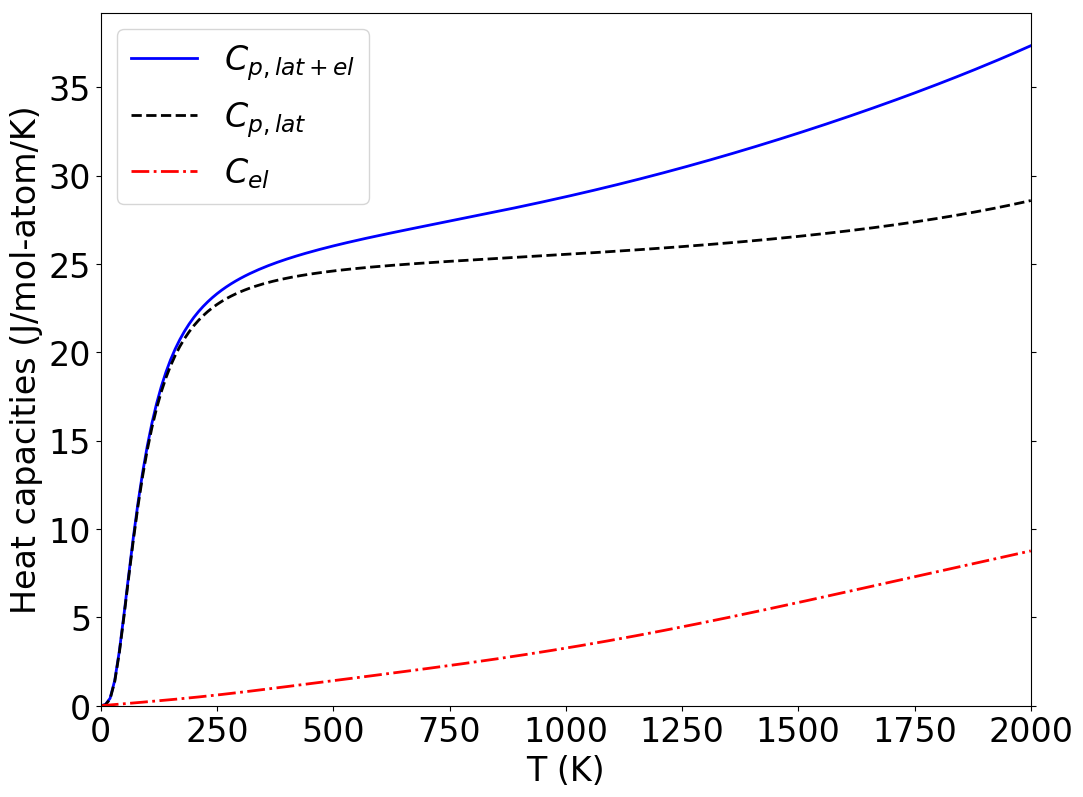 C_{p, lat+el}
C_{p, lat}
C_{el}
Heat capacities (J/mol-atom/K)
35
30
25
20
15
10
5
0
0 250 500 750 1000 1250 1500 1750 2000
T (K)